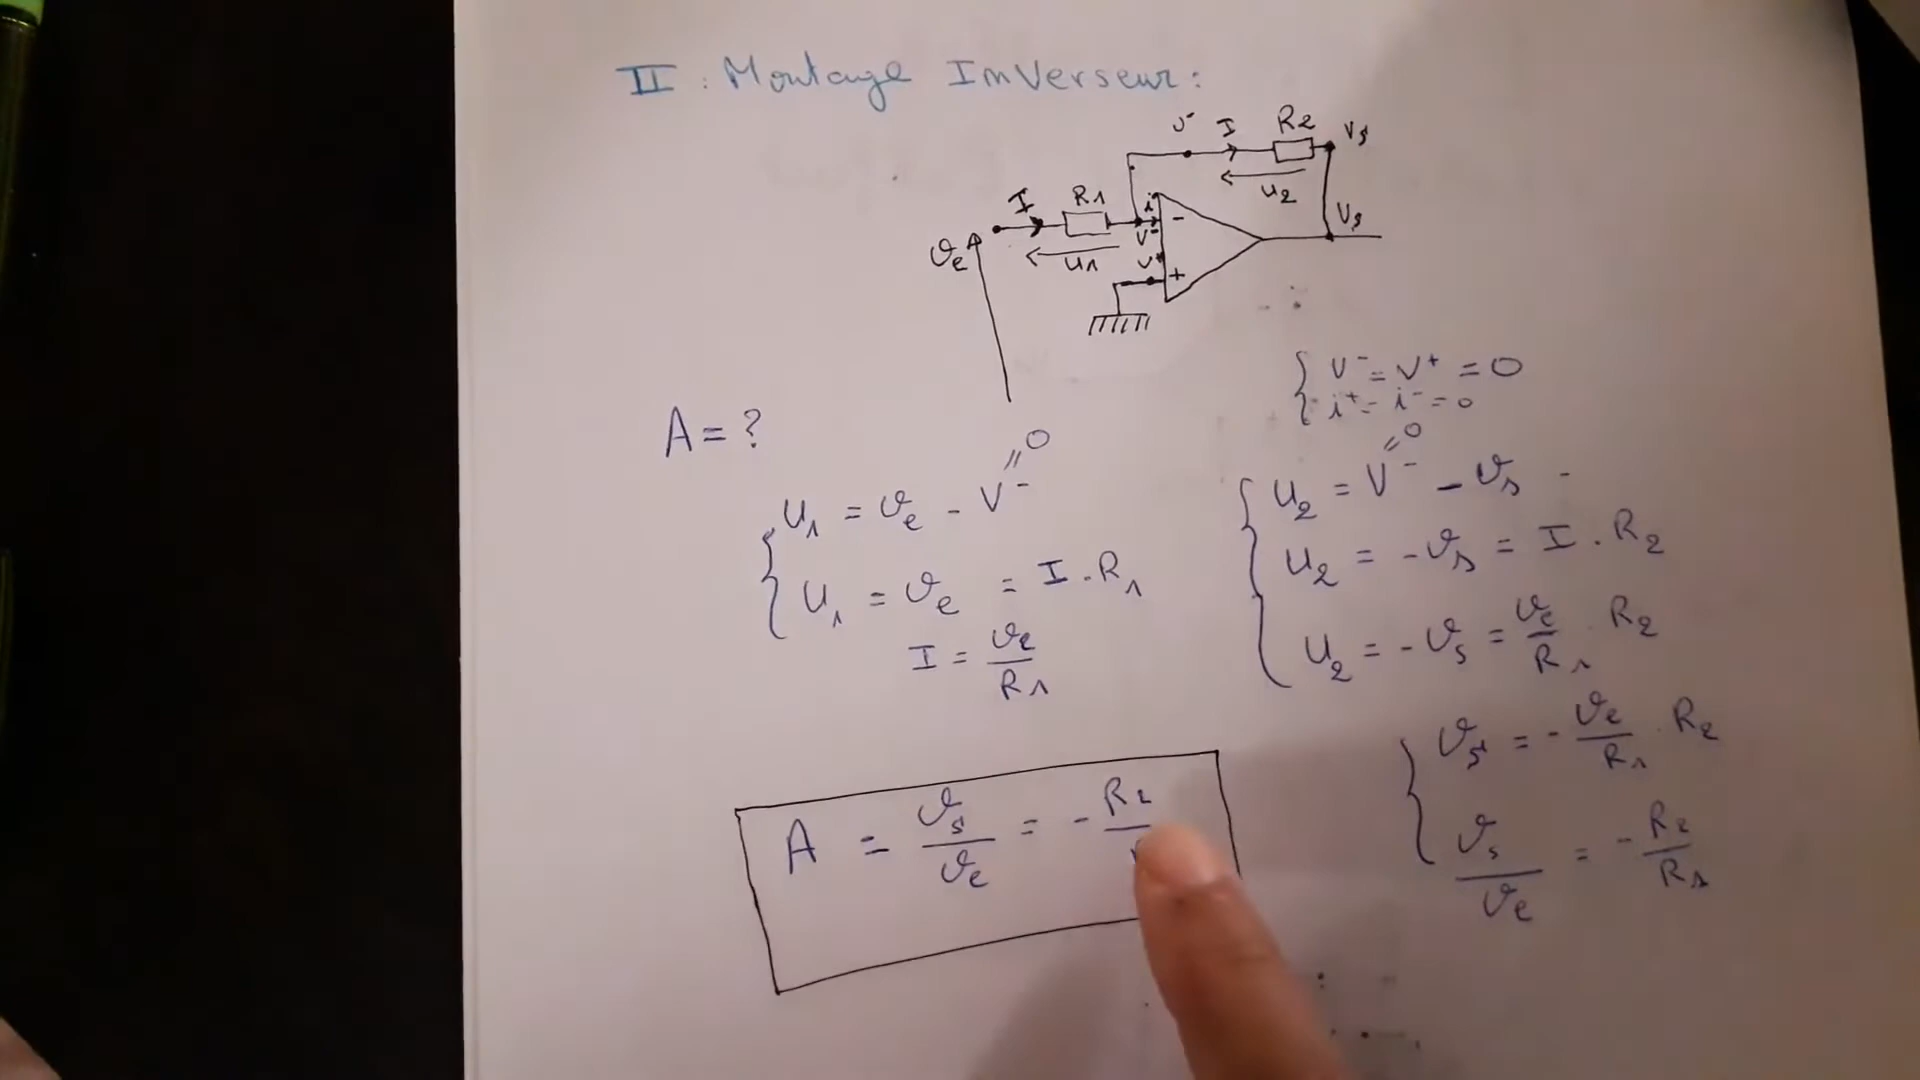 II : Montage InVerseur :
V⁻ I R2 Vs
u2
I R1 i⁻ - Vs
ve V⁻
u1 V⁺ +
{ V⁻ = V⁺ = 0
i⁺ = i⁻ = 0
A = ?
{ u1 = ve - V⁻ = 0
u1 = ve = I . R1
I = ve / R1
{ u2 = V⁻ - vs = 0
u2 = -vs = I . R2
u2 = -vs = ve / R1 . R2
{ vs = - ve / R1 . R2
vs / ve = - R2 / R1
A = vs / ve = - R2